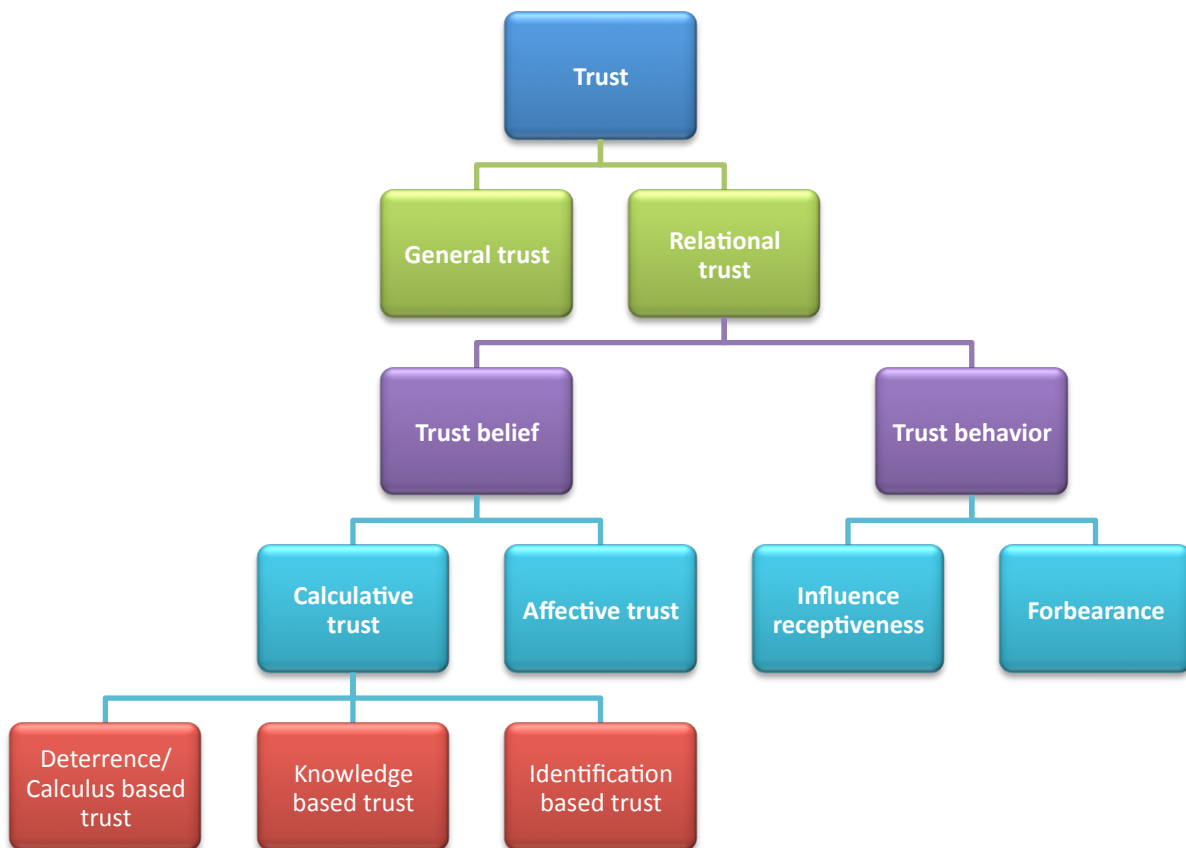 Trust
General trust
Relational
trust
Trust belief
Trust behavior
Calculative
trust
Affective trust
Influence
receptiveness
Forbearance
Deterrence/
Calculus based
trust
Knowledge
based trust
Identification
based trust